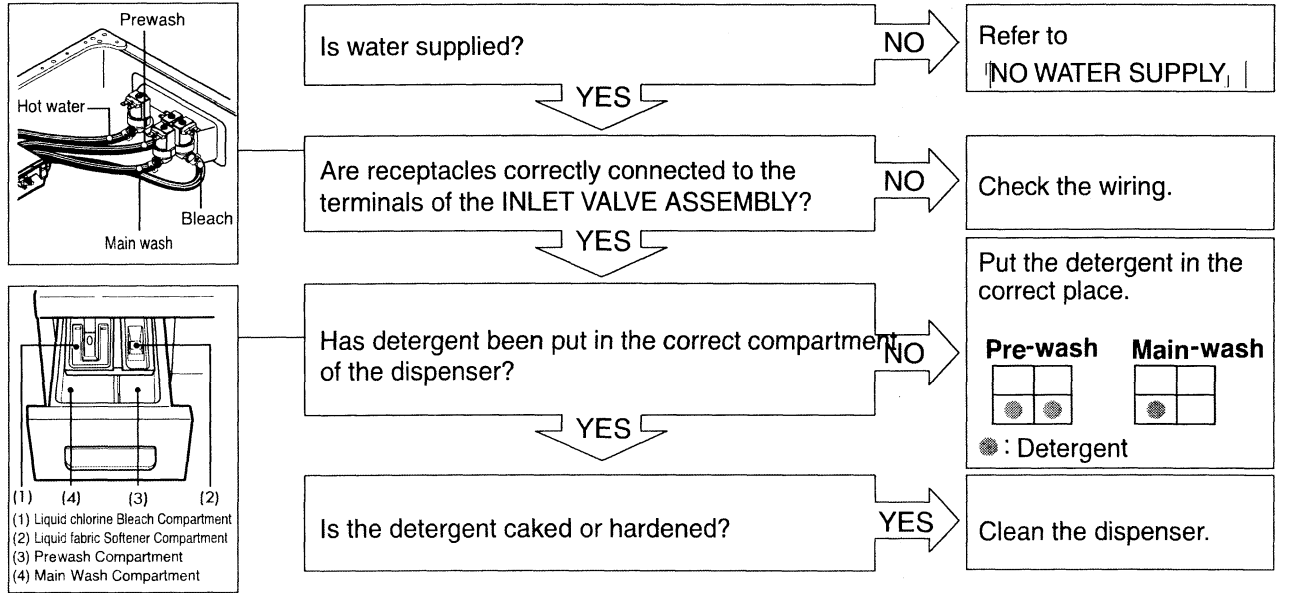 Prewash
Hot water
Bleach
Main wash
Is water supplied?
NO
Refer to
「NO WATER SUPPLY」
YES
Are receptacles correctly connected to the
terminals of the INLET VALVE ASSEMBLY?
NO
Check the wiring.
YES
(1) (4) (3) (2)
(1) Liquid chlorine Bleach Compartment
(2) Liquid fabric Softener Compartment
(3) Prewash Compartment
(4) Main Wash Compartment
Has detergent been put in the correct compartment
of the dispenser?
NO
Put the detergent in the
correct place.
Pre-wash Main-wash
: Detergent
YES
Is the detergent caked or hardened?
YES
Clean the dispenser.